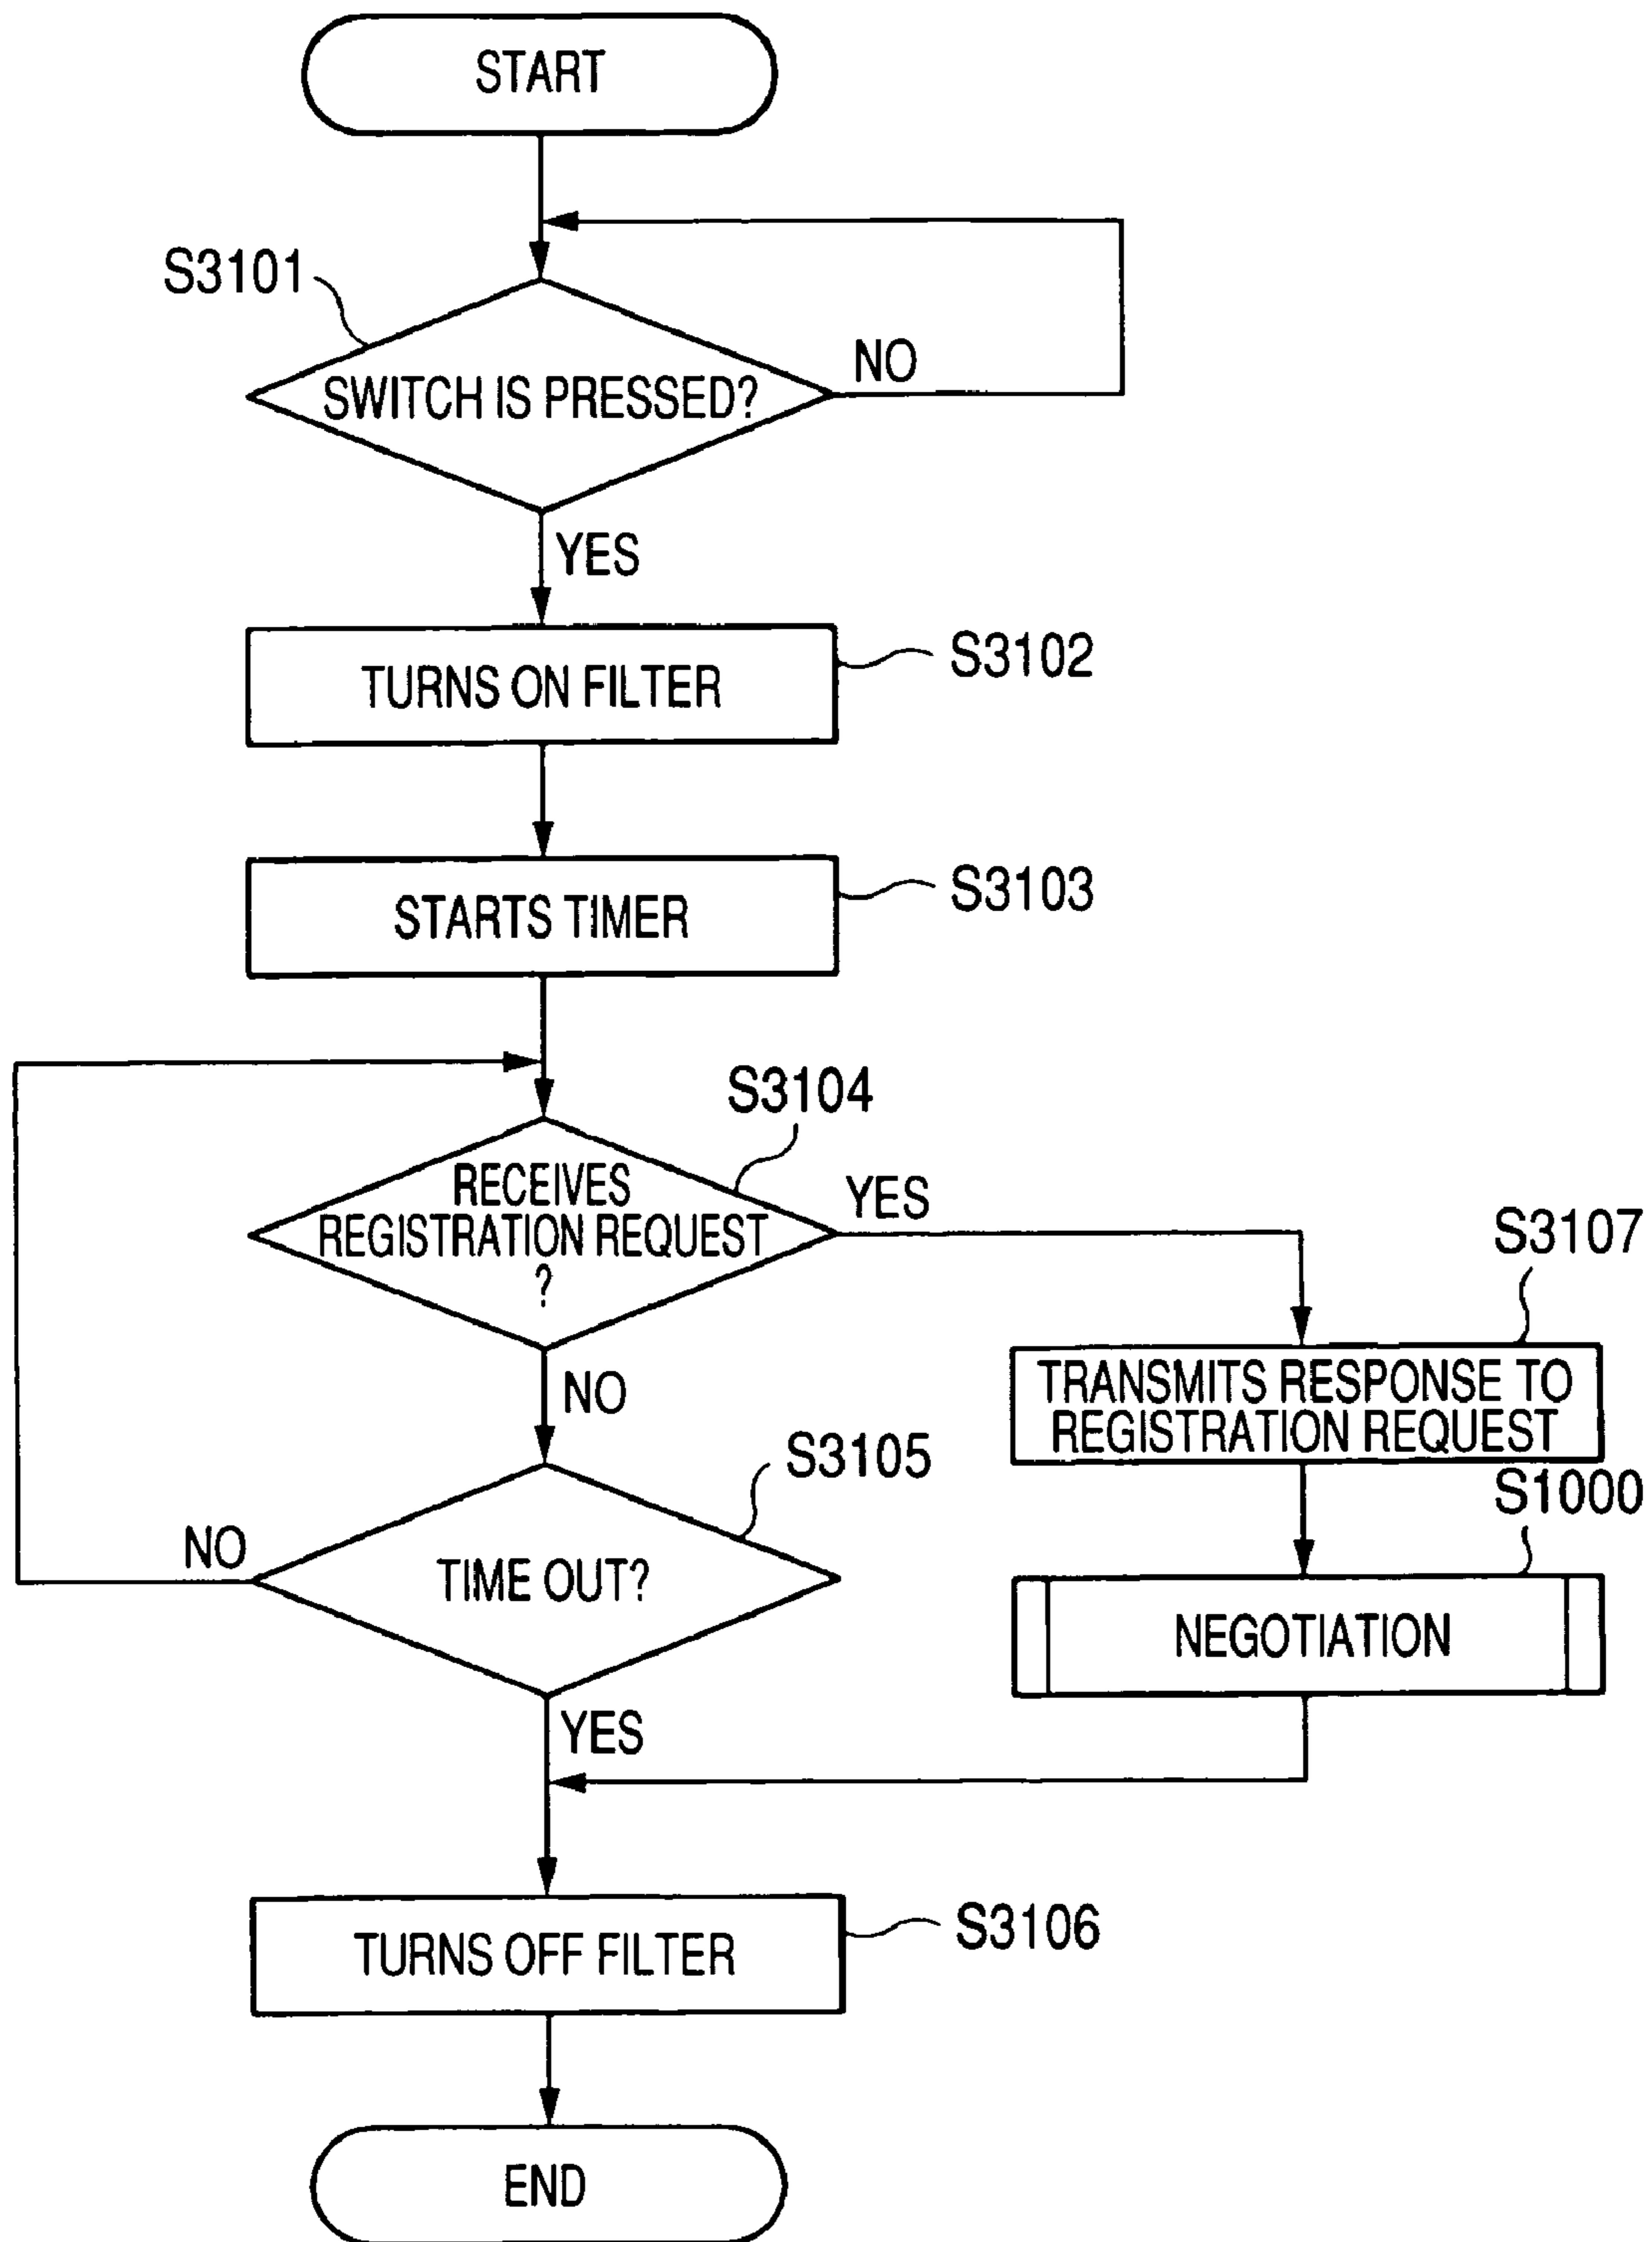 START
S3101
SWITCH IS PRESSED?
NO
YES
TURNS ON FILTER
S3102
STARTS TIMER
S3103
S3104
RECEIVES
REGISTRATION REQUEST
?
YES
NO
S3107
TRANSMITS RESPONSE TO
REGISTRATION REQUEST
S3105
TIME OUT?
NO
YES
S1000
NEGOTIATION
TURNS OFF FILTER
S3106
END